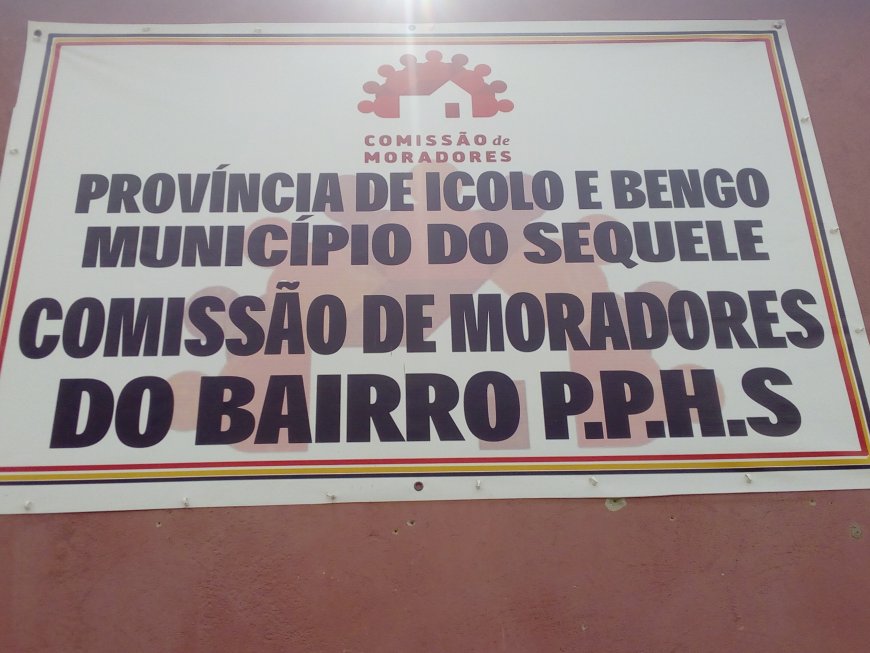 COMISSÃO de
MORADORES
PROVÍNCIA DE ICOLO E BENGO
MUNICÍPIO DO SEQUELE
COMISSÃO DE MORADORES
DO BAIRRO P.P.H.S